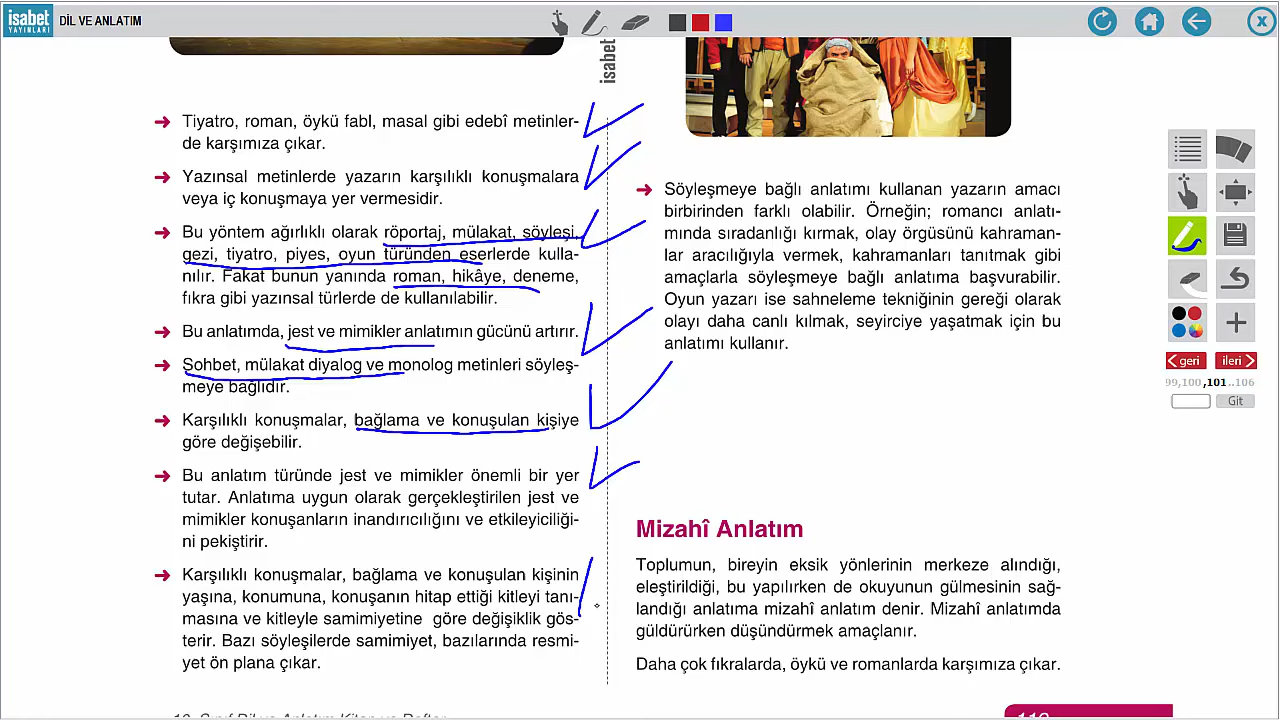 isabet
YAYINLARI
DİL VE ANLATIM
isabet
Tiyatro, roman, öykü fabl, masal gibi edebî metinler-
de karşımıza çıkar.
Yazınsal metinlerde yazarın karşılıklı konuşmalara
veya iç konuşmaya yer vermesidir.
Bu yöntem ağırlıklı olarak röportaj, mülakat, söyleşi,
gezi, tiyatro, piyes, oyun türünden eserlerde kulla-
nılır. Fakat bunun yanında roman, hikâye, deneme,
fıkra gibi yazınsal türlerde de kullanılabilir.
Bu anlatımda, jest ve mimikler anlatımın gücünü artırır.
Sohbet, mülakat diyalog ve monolog metinleri söyleş-
meye bağlıdır.
Karşılıklı konuşmalar, bağlama ve konuşulan kişiye
göre değişebilir.
Bu anlatım türünde jest ve mimikler önemli bir yer
tutar. Anlatıma uygun olarak gerçekleştirilen jest ve
mimikler konuşanların inandırıcılığını ve etkileyiciliği-
ni pekiştirir.
Karşılıklı konuşmalar, bağlama ve konuşulan kişinin
yaşına, konumuna, konuşanın hitap ettiği kitleyi tanı-
masına ve kitleyle samimiyetine göre değişiklik gös-
terir. Bazı söyleşilerde samimiyet, bazılarında resmi-
yet ön plana çıkar.
Söyleşmeye bağlı anlatımı kullanan yazarın amacı
birbirinden farklı olabilir. Örneğin; romancı anlatı-
mında sıradanlığı kırmak, olay örgüsünü kahraman-
lar aracılığıyla vermek, kahramanları tanıtmak gibi
amaçlarla söyleşmeye bağlı anlatıma başvurabilir.
Oyun yazarı ise sahneleme tekniğinin gereği olarak
olayı daha canlı kılmak, seyirciye yaşatmak için bu
anlatımı kullanır.
Mizahî Anlatım
Toplumun, bireyin eksik yönlerinin merkeze alındığı,
eleştirildiği, bu yapılırken de okuyunun gülmesinin sağ-
landığı anlatıma mizahî anlatım denir. Mizahî anlatımda
güldürürken düşündürmek amaçlanır.
Daha çok fıkralarda, öykü ve romanlarda karşımıza çıkar.
geri ileri
99,100,101..106
Git